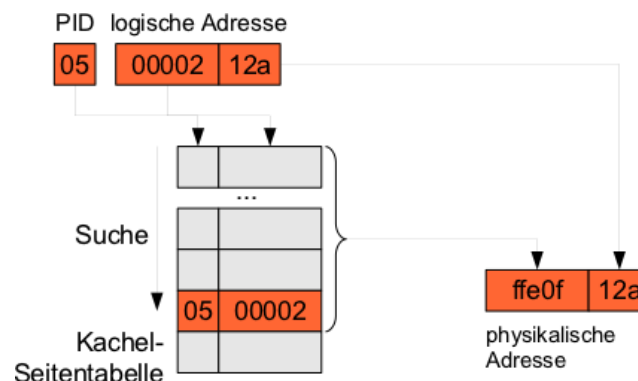 PID logische Adresse
05 00002 12a
...
Suche
05 00002
Kachel-
Seitentabelle
ffe0f 12a
physikalische
Adresse